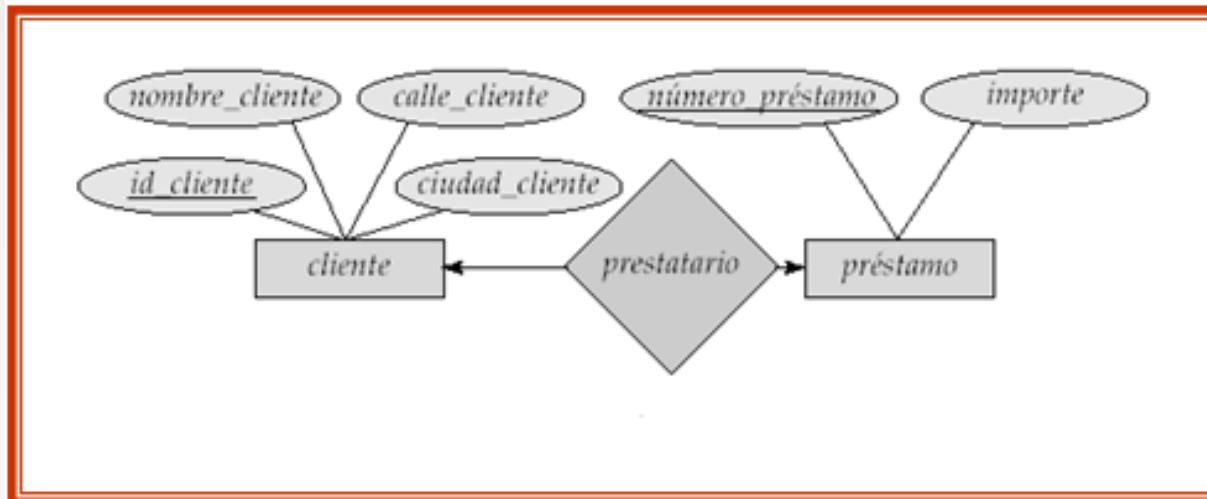 nombre_cliente
calle_cliente
número_préstamo
importe
id_cliente
ciudad_cliente
cliente
prestatario
préstamo